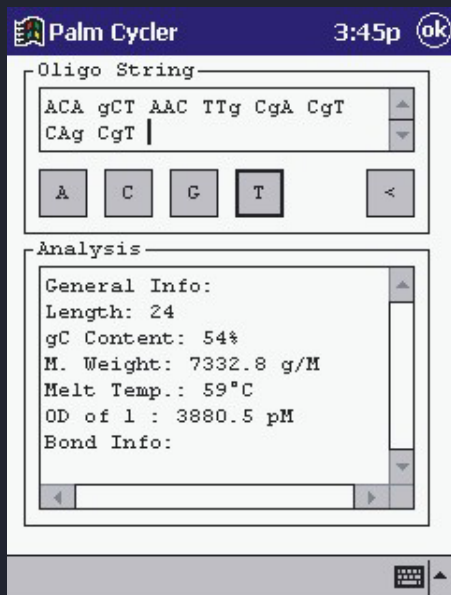 Palm Cycler 3:45p ok
Oligo String
ACA gCT AAC TTg CgA CgT
CAg CgT
A C G T <
Analysis
General Info:
Length: 24
gC Content: 54%
M. Weight: 7332.8 g/M
Melt Temp.: 59°C
OD of 1 : 3880.5 pM
Bond Info: